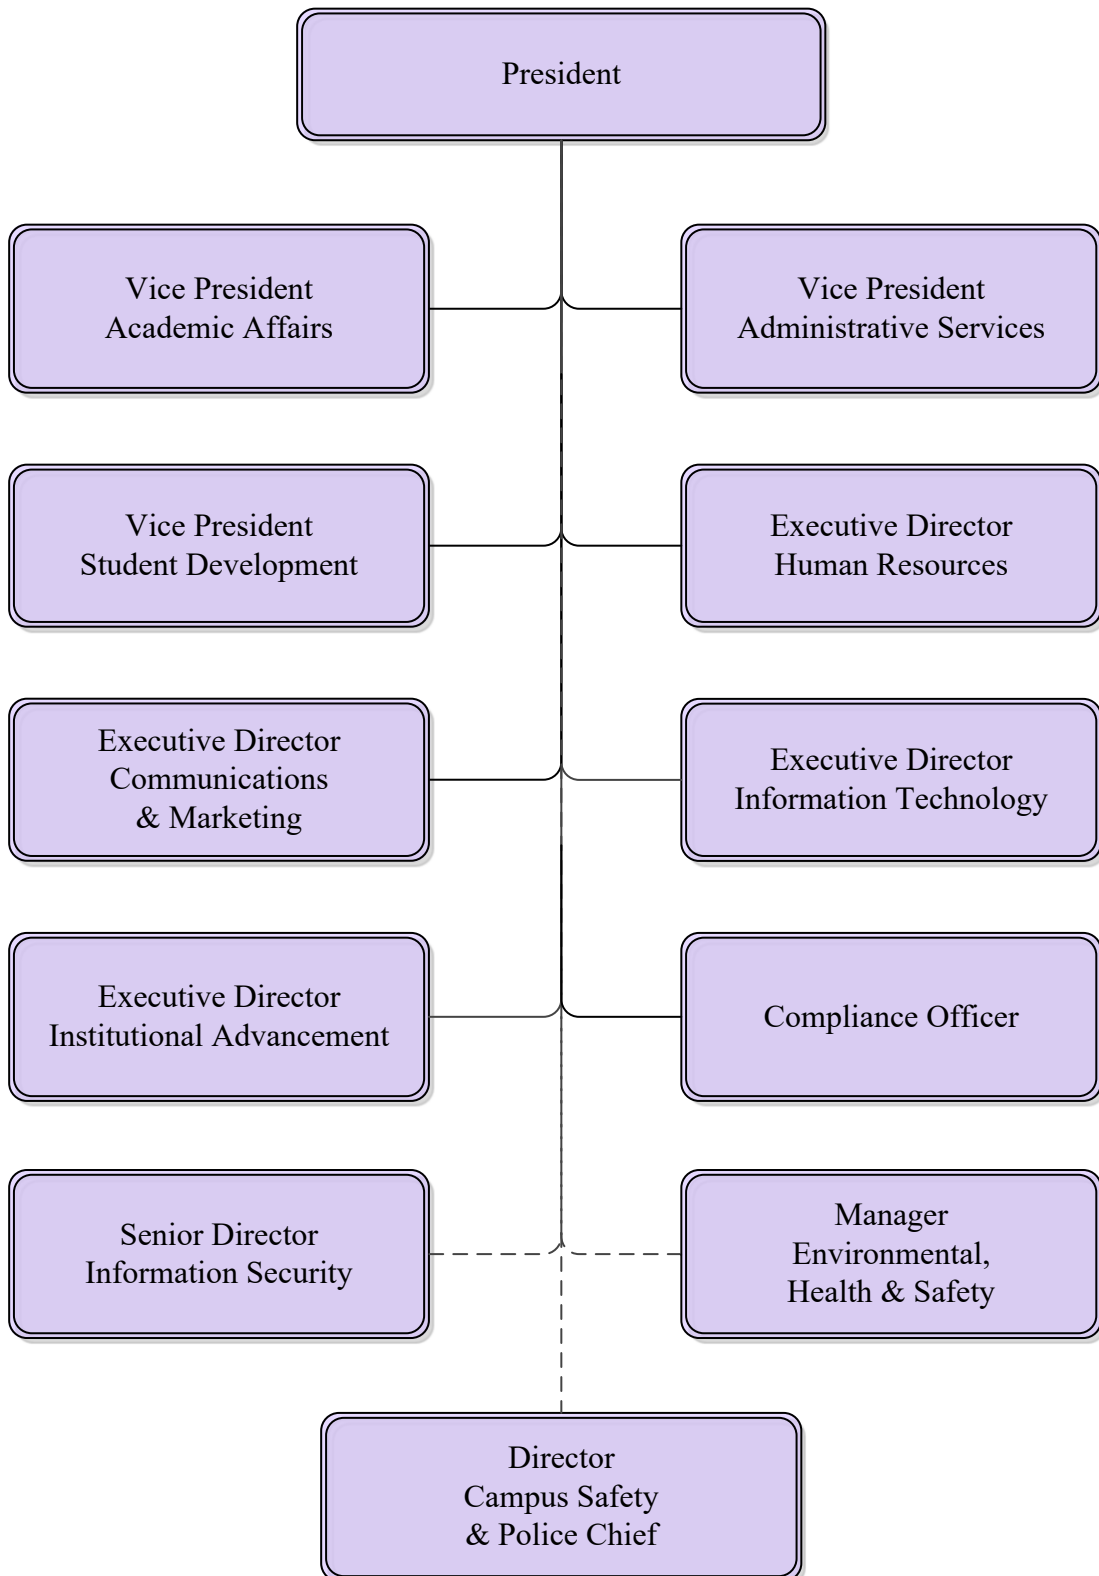 President
Vice President
Academic Affairs
Vice President
Administrative Services
Vice President
Student Development
Executive Director
Human Resources
Executive Director
Communications
& Marketing
Executive Director
Information Technology
Executive Director
Institutional Advancement
Compliance Officer
Senior Director
Information Security
Manager
Environmental,
Health & Safety
Director
Campus Safety
& Police Chief